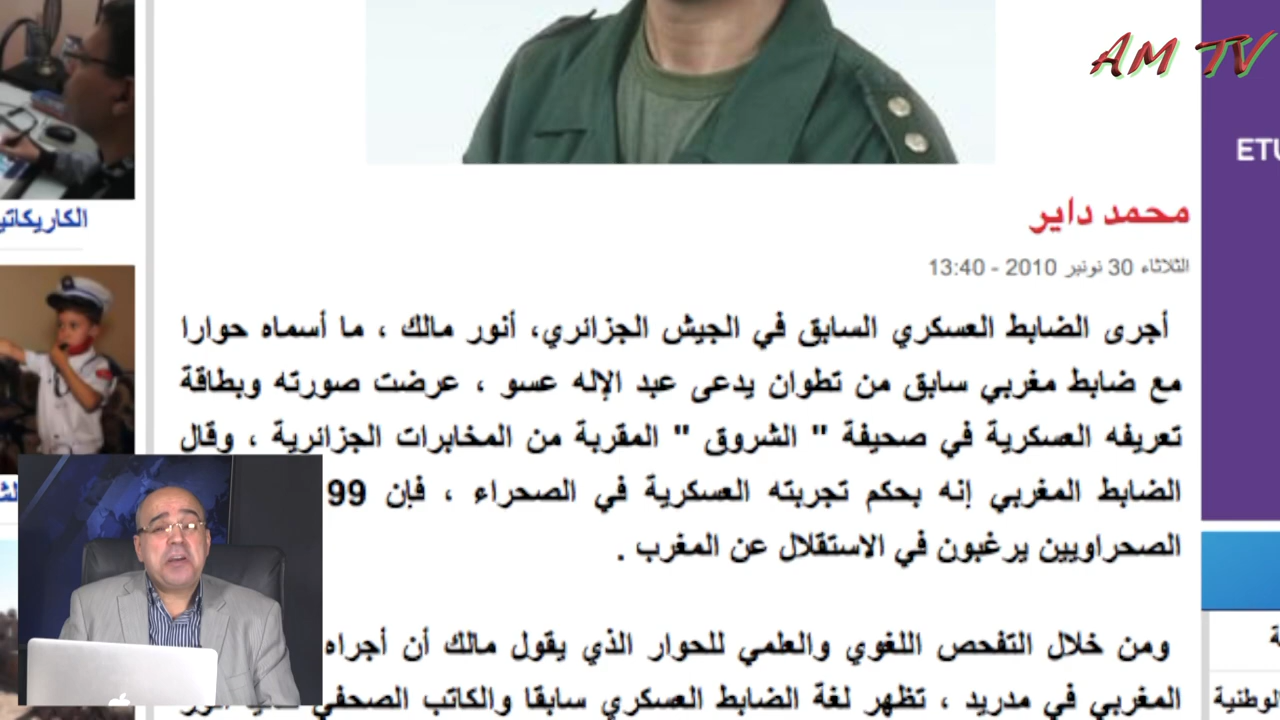 AM TV
ETU
الكاريكاتي
محمد داير
الثلاثاء 30 نونبر 2010 - 13:40
أجرى الضابط العسكري السابق في الجيش الجزائري، أنور مالك ، ما أسماه حوارا
مع ضابط مغربي سابق من تطوان يدعى عبد الإله عسو ، عرضت صورته وبطاقة
تعريفه العسكرية في صحيفة " الشروق " المقربة من المخابرات الجزائرية ، وقال
الضابط المغربي إنه بحكم تجربته العسكرية في الصحراء ، فإن 99
الصحراويين يرغبون في الاستقلال عن المغرب .
ومن خلال التفحص اللغوي والعلمي للحوار الذي يقول مالك أن أجراه
المغربي في مدريد ، تظهر لغة الضابط العسكري سابقا والكاتب الصحفي
لوطنية